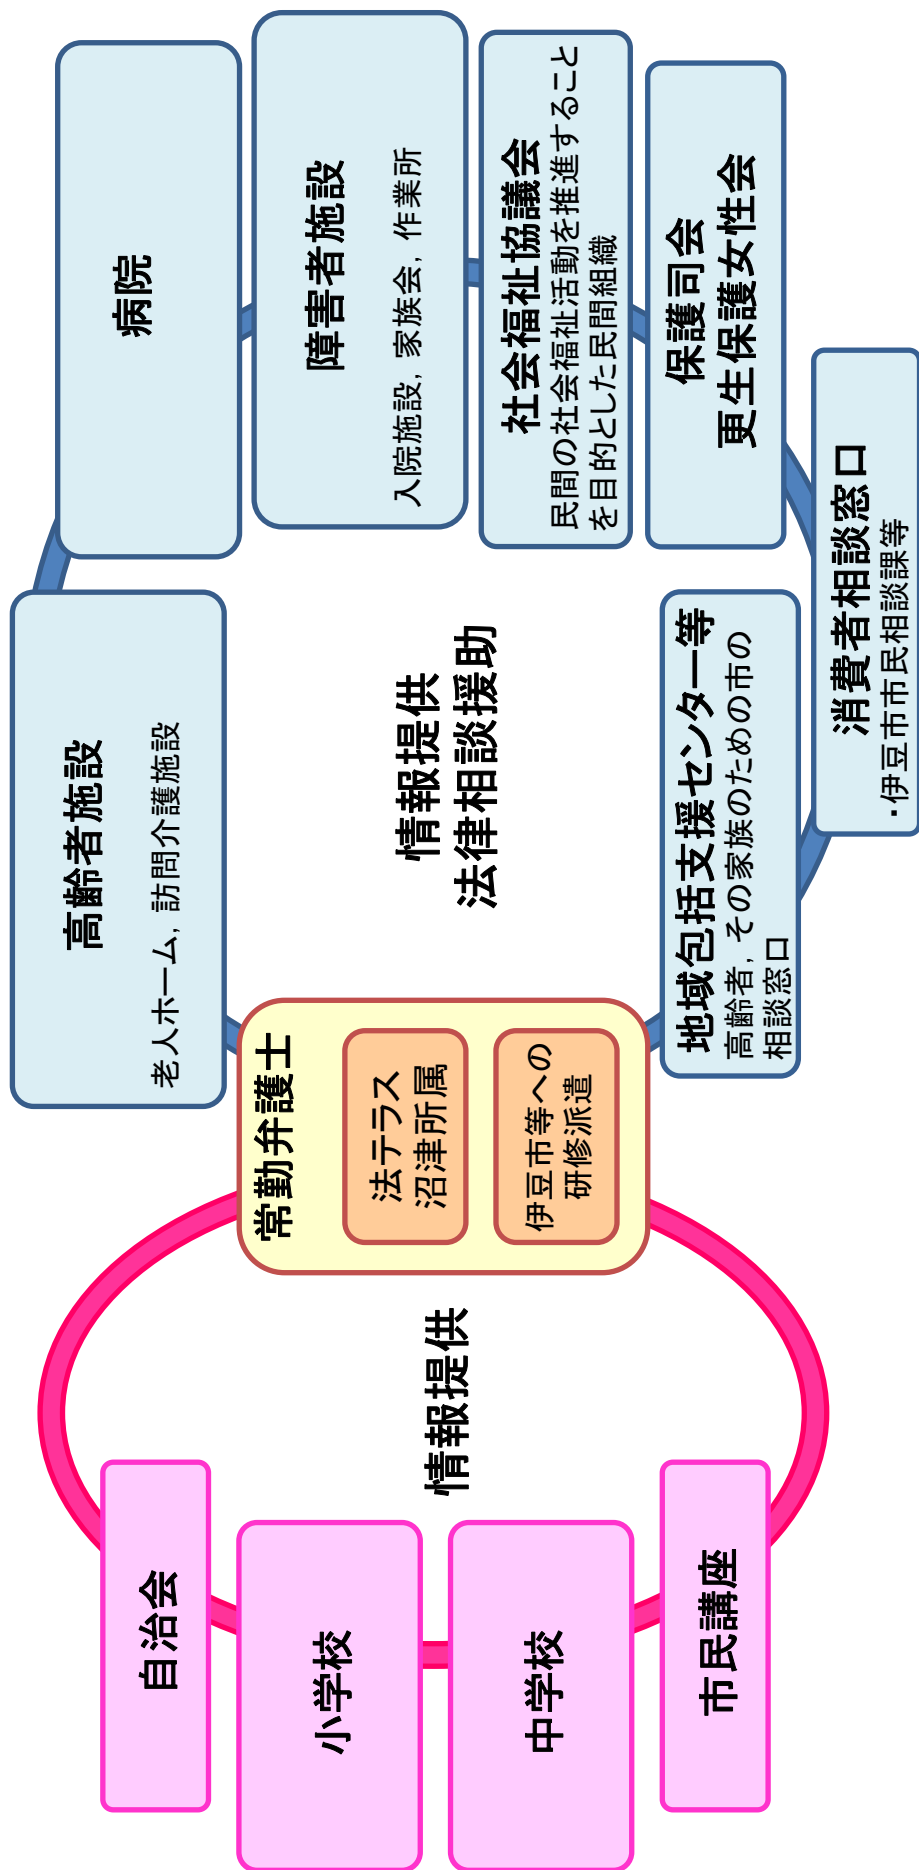 自治会
小学校
中学校
市民講座
情報提供
常勤弁護士
法テラス
沼津所属
伊豆市等への
研修派遣
情報提供
法律相談援助
高齢者施設
老人ホーム, 訪問介護施設
病院
障害者施設
入院施設, 家族会, 作業所
社会福祉協議会
民間の社会福祉活動を推進すること
を目的とした民間組織
保護司会
更生保護女性会
消費者相談窓口
・伊豆市市民相談課等
地域包括支援センター等
高齢者, その家族のための市の
相談窓口